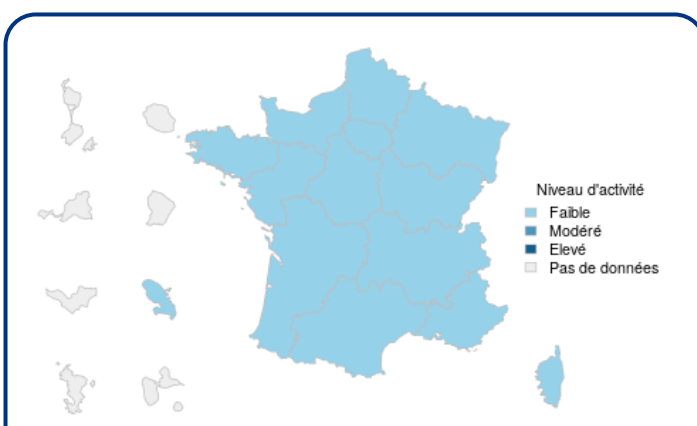 Niveau d'activité
Faible
Modéré
Elevé
Pas de données